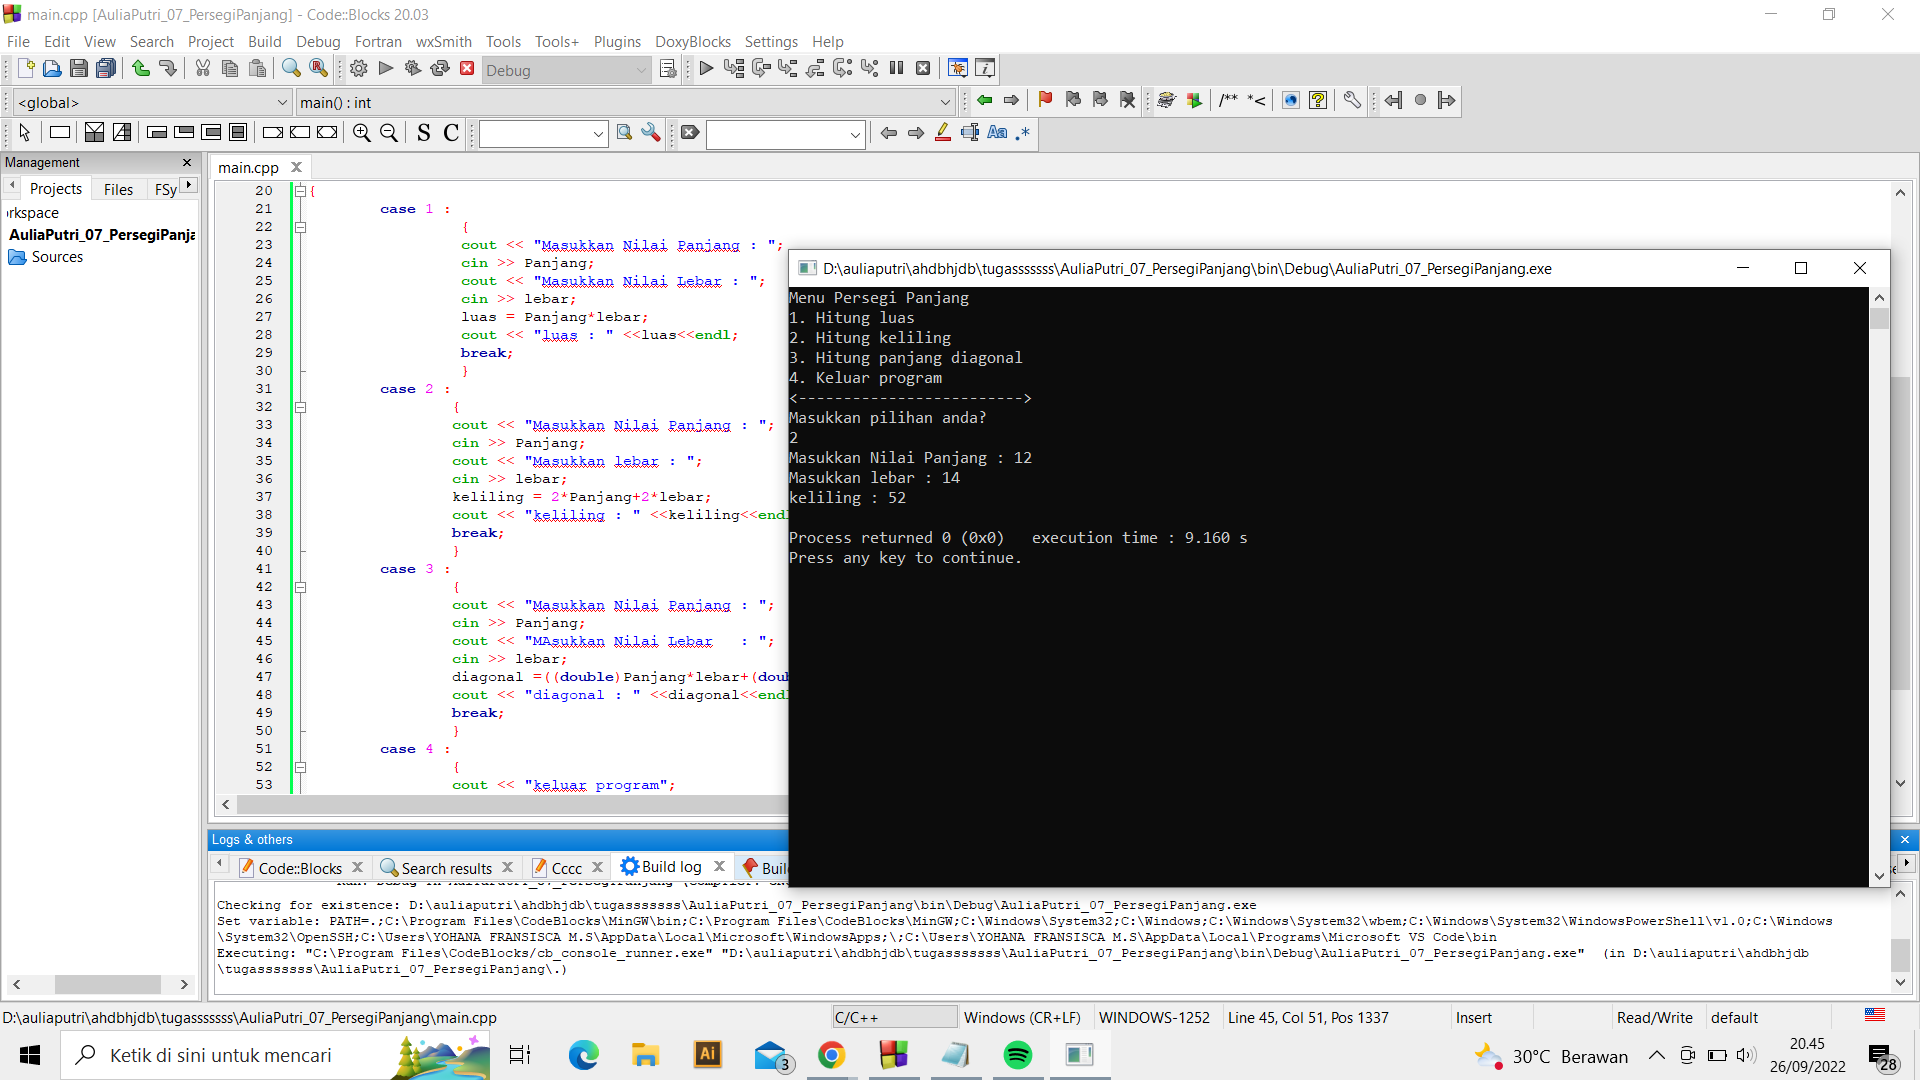 main.cpp [AuliaPutri_07_PersegiPanjang] - Code::Blocks 20.03
File Edit View Search Project Build Debug Fortran wxSmith Tools Tools+ Plugins DoxyBlocks Settings Help
Debug
<global> main() : int
/** *<
S C
Aa .*
Management
Projects Files FSy
rkspace
AuliaPutri_07_PersegiPanja
Sources
main.cpp
20 {
21 case 1 :
22 {
23 cout << "Masukkan Nilai Panjang : ";
24 cin >> Panjang;
25 cout << "Masukkan Nilai Lebar : ";
26 cin >> lebar;
27 luas = Panjang*lebar;
28 cout << "luas : " <<luas<<endl;
29 break;
30 }
31 case 2 :
32 {
33 cout << "Masukkan Nilai Panjang : ";
34 cin >> Panjang;
35 cout << "Masukkan lebar : ";
36 cin >> lebar;
37 keliling = 2*Panjang+2*lebar;
38 cout << "keliling : " <<keliling<<endl
39 break;
40 }
41 case 3 :
42 {
43 cout << "Masukkan Nilai Panjang : ";
44 cin >> Panjang;
45 cout << "MAsukkan Nilai Lebar   : ";
46 cin >> lebar;
47 diagonal =((double)Panjang*lebar+(doub
48 cout << "diagonal : " <<diagonal<<endl
49 break;
50 }
51 case 4 :
52 {
53 cout << "keluar program";
D:\auliaputri\ahdbhjdb\tugasssssss\AuliaPutri_07_PersegiPanjang\bin\Debug\AuliaPutri_07_PersegiPanjang.exe
Menu Persegi Panjang
1. Hitung luas
2. Hitung keliling
3. Hitung panjang diagonal
4. Keluar program
<------------------------->
Masukkan pilihan anda?
2
Masukkan Nilai Panjang : 12
Masukkan lebar : 14
keliling : 52
Process returned 0 (0x0)   execution time : 9.160 s
Press any key to continue.
Logs & others
Code::Blocks Search results Cccc Build log Buil
Checking for existence: D:\auliaputri\ahdbhjdb\tugasssssss\AuliaPutri_07_PersegiPanjang\bin\Debug\AuliaPutri_07_PersegiPanjang.exe
Set variable: PATH=.;C:\Program Files\CodeBlocks\MinGW\bin;C:\Program Files\CodeBlocks\MinGW;C:\Windows\System32;C:\Windows;C:\Windows\System32\wbem;C:\Windows\System32\WindowsPowerShell\v1.0;C:\Windows
\System32\OpenSSH;C:\Users\YOHANA FRANSISCA M.S\AppData\Local\Microsoft\WindowsApps;\;C:\Users\YOHANA FRANSISCA M.S\AppData\Local\Programs\Microsoft VS Code\bin
Executing: "C:\Program Files\CodeBlocks/cb_console_runner.exe" "D:\auliaputri\ahdbhjdb\tugasssssss\AuliaPutri_07_PersegiPanjang\bin\Debug\AuliaPutri_07_PersegiPanjang.exe"  (in D:\auliaputri\ahdbhjdb
\tugasssssss\AuliaPutri_07_PersegiPanjang\.)
D:\auliaputri\ahdbhjdb\tugasssssss\AuliaPutri_07_PersegiPanjang\main.cpp C/C++ Windows (CR+LF) WINDOWS-1252 Line 45, Col 51, Pos 1337 Insert Read/Write default
Ketik di sini untuk mencari
Ai
3
30°C Berawan
20.45
26/09/2022
28